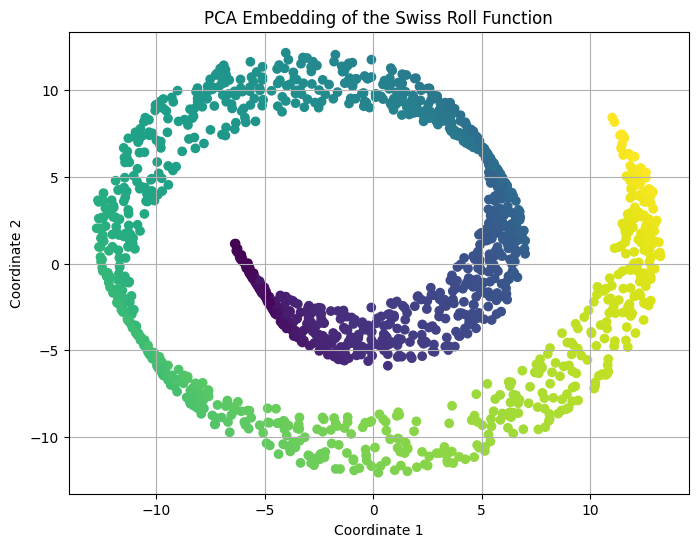 PCA Embedding of the Swiss Roll Function
10
5
0
−5
−10
Coordinate 2
−10 −5 0 5 10
Coordinate 1